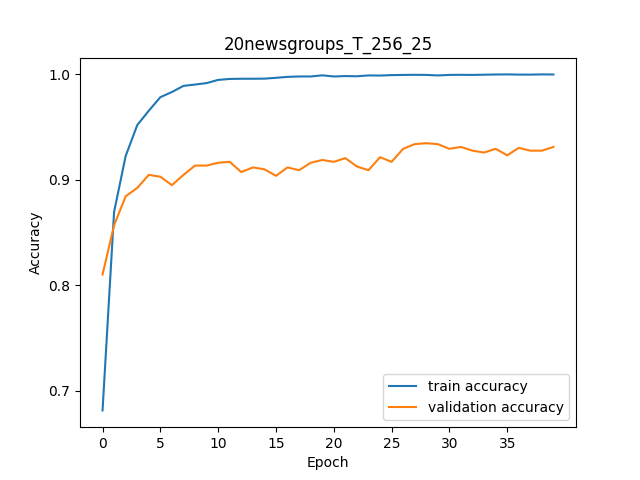 20newsgroups_T_256_25
1.0
0.9
0.8
0.7
Accuracy
0 5 10 15 20 25 30 35
Epoch
train accuracy
validation accuracy